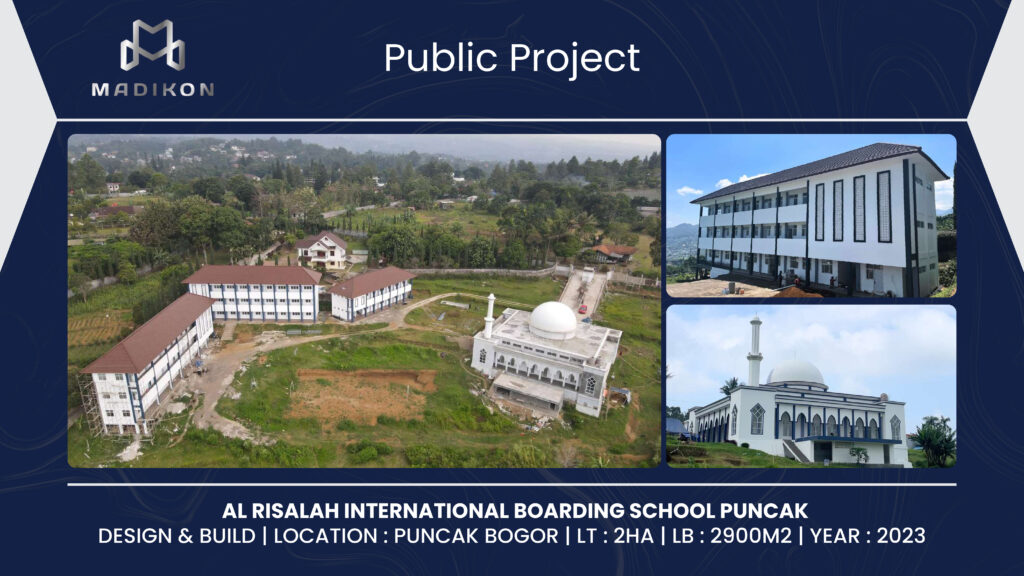 MADIKON
Public Project
AL RISALAH INTERNATIONAL BOARDING SCHOOL PUNCAK
DESIGN & BUILD | LOCATION : PUNCAK BOGOR | LT : 2HA | LB : 2900M2 | YEAR : 2023